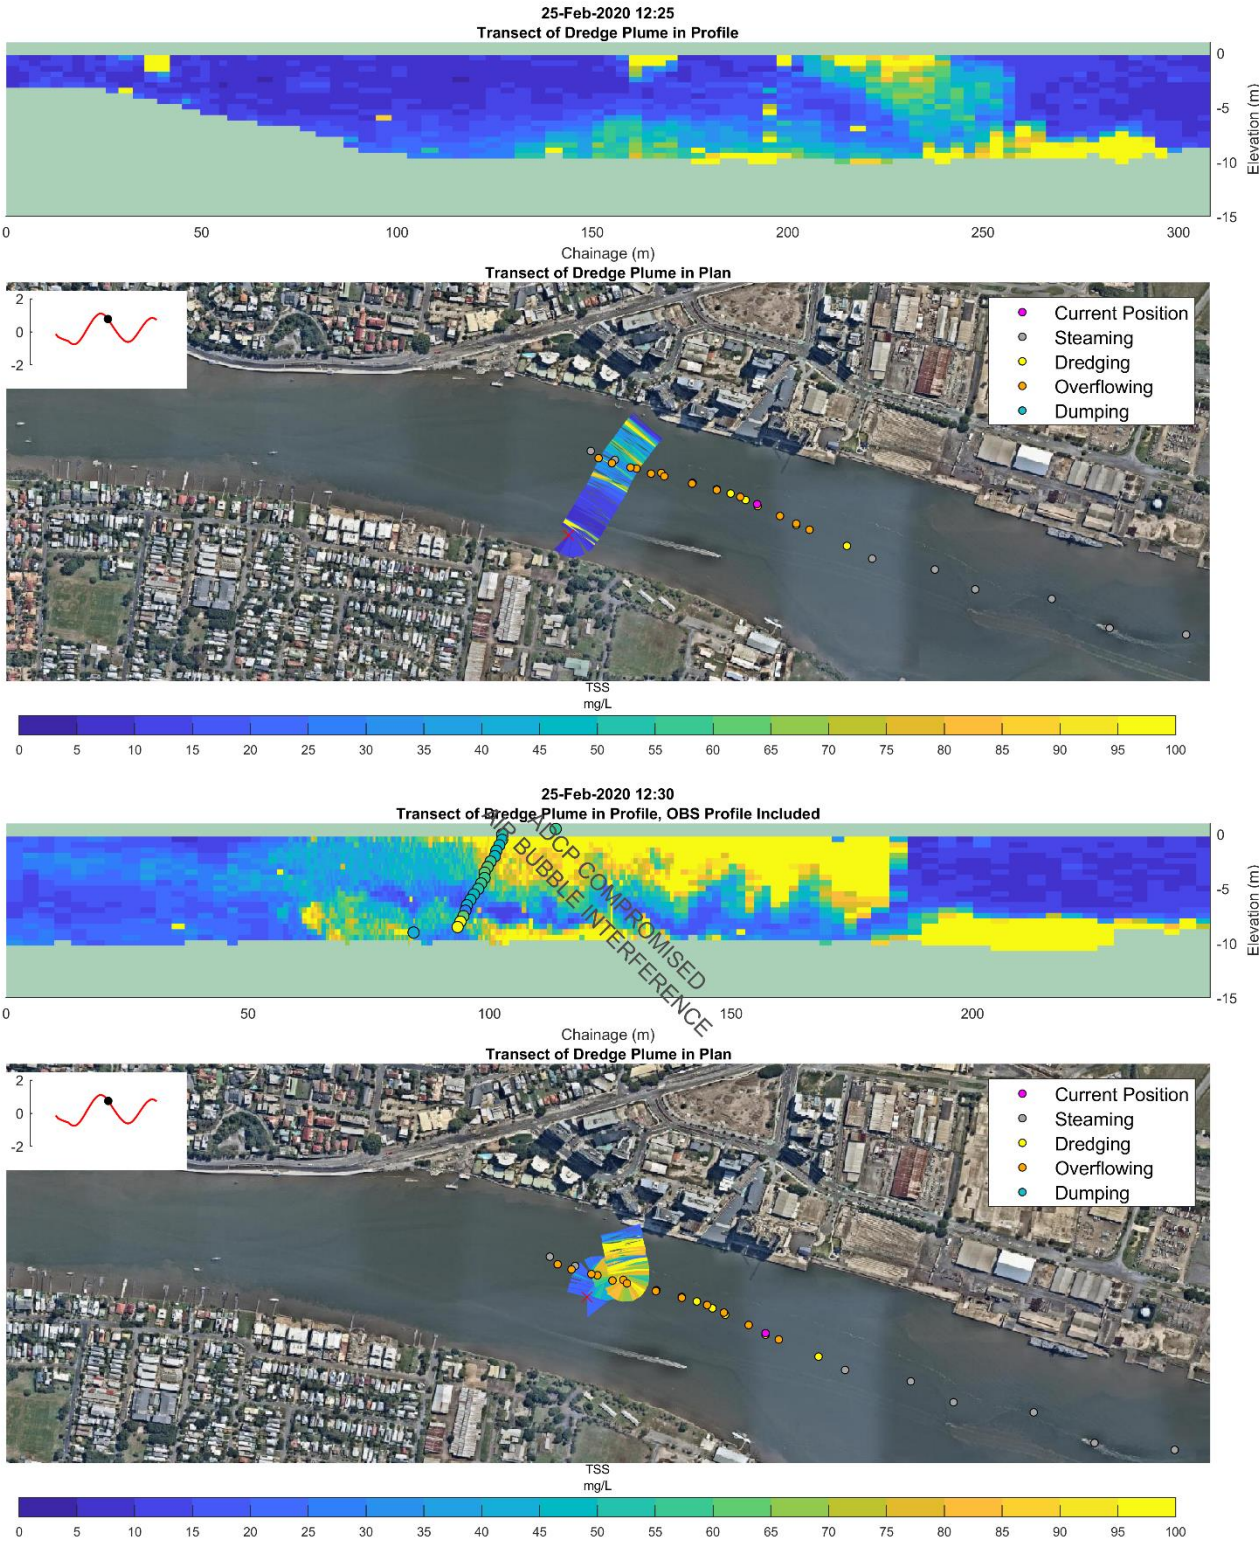 25-Feb-2020 12:25
Transect of Dredge Plume in Profile
0
-5
-10
-15
Elevation (m)
0 50 100 150 200 250 300
Chainage (m)
Transect of Dredge Plume in Plan
2
0
-2
Current Position
Steaming
Dredging
Overflowing
Dumping
TSS
mg/L
0 5 10 15 20 25 30 35 40 45 50 55 60 65 70 75 80 85 90 95 100
25-Feb-2020 12:30
Transect of Dredge Plume in Profile, OBS Profile Included
ADCP COMPROMISED
AIR BUBBLE INTERFERENCE
0
-5
-10
-15
Elevation (m)
0 50 100 150 200
Chainage (m)
Transect of Dredge Plume in Plan
2
0
-2
Current Position
Steaming
Dredging
Overflowing
Dumping
TSS
mg/L
0 5 10 15 20 25 30 35 40 45 50 55 60 65 70 75 80 85 90 95 100